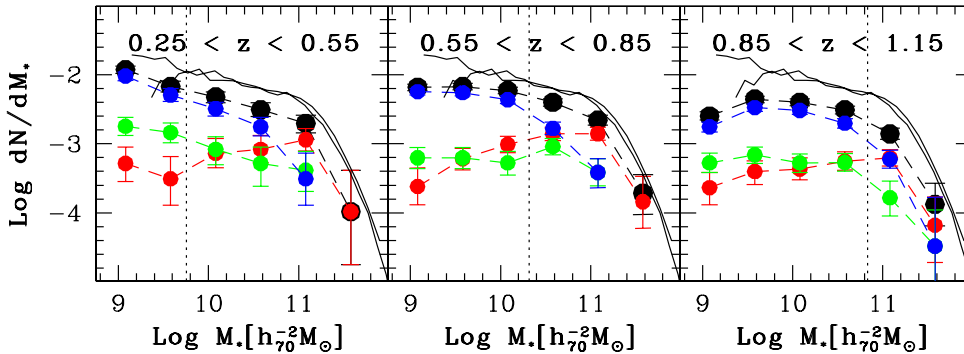 0.25 < z < 0.55 0.55 < z < 0.85 0.85 < z < 1.15
Log dN/dM*
-2
-3
-4
9 10 11 9 10 11 9 10 11
Log M*[h70^-2M⊙] Log M*[h70^-2M⊙] Log M*[h70^-2M⊙]